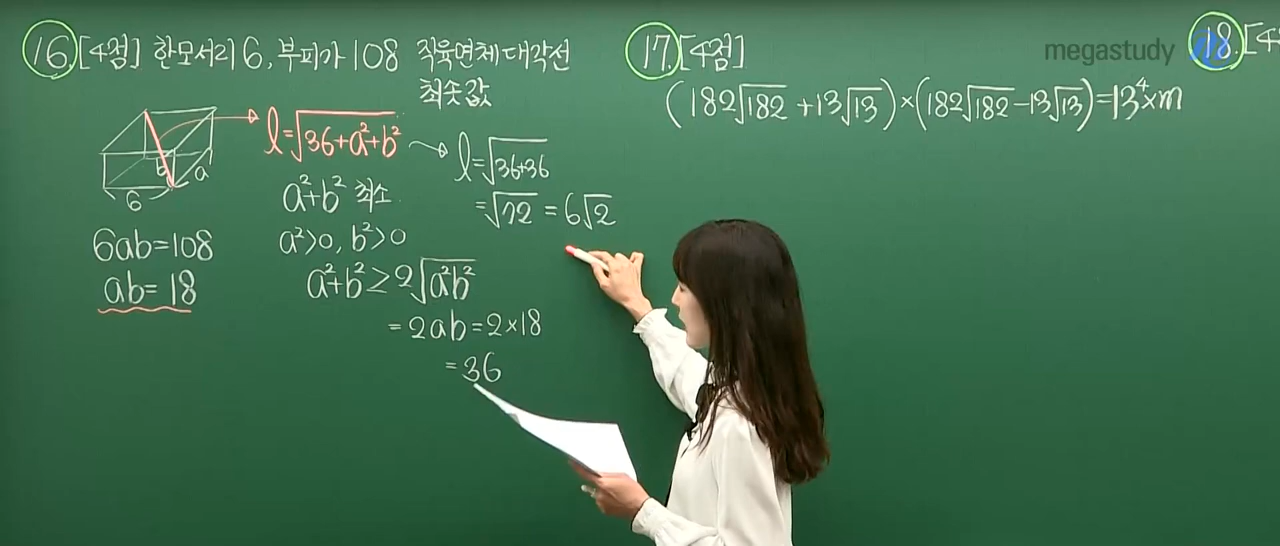 16. [4점] 한 모서리 6, 부피가 108 직육면체 대각선
최솟값
l=√36+a²+b²
b
a
6
6ab=108
ab=18
a²+b² 최소
a²>0, b²>0
a²+b²≥2√a²b²
=2ab=2×18
=36
l=√36+36
=√72=6√2
17. [4점]
(182√182+13√13)×(182√182-13√13)=13⁴×m
megastudy
18. [4